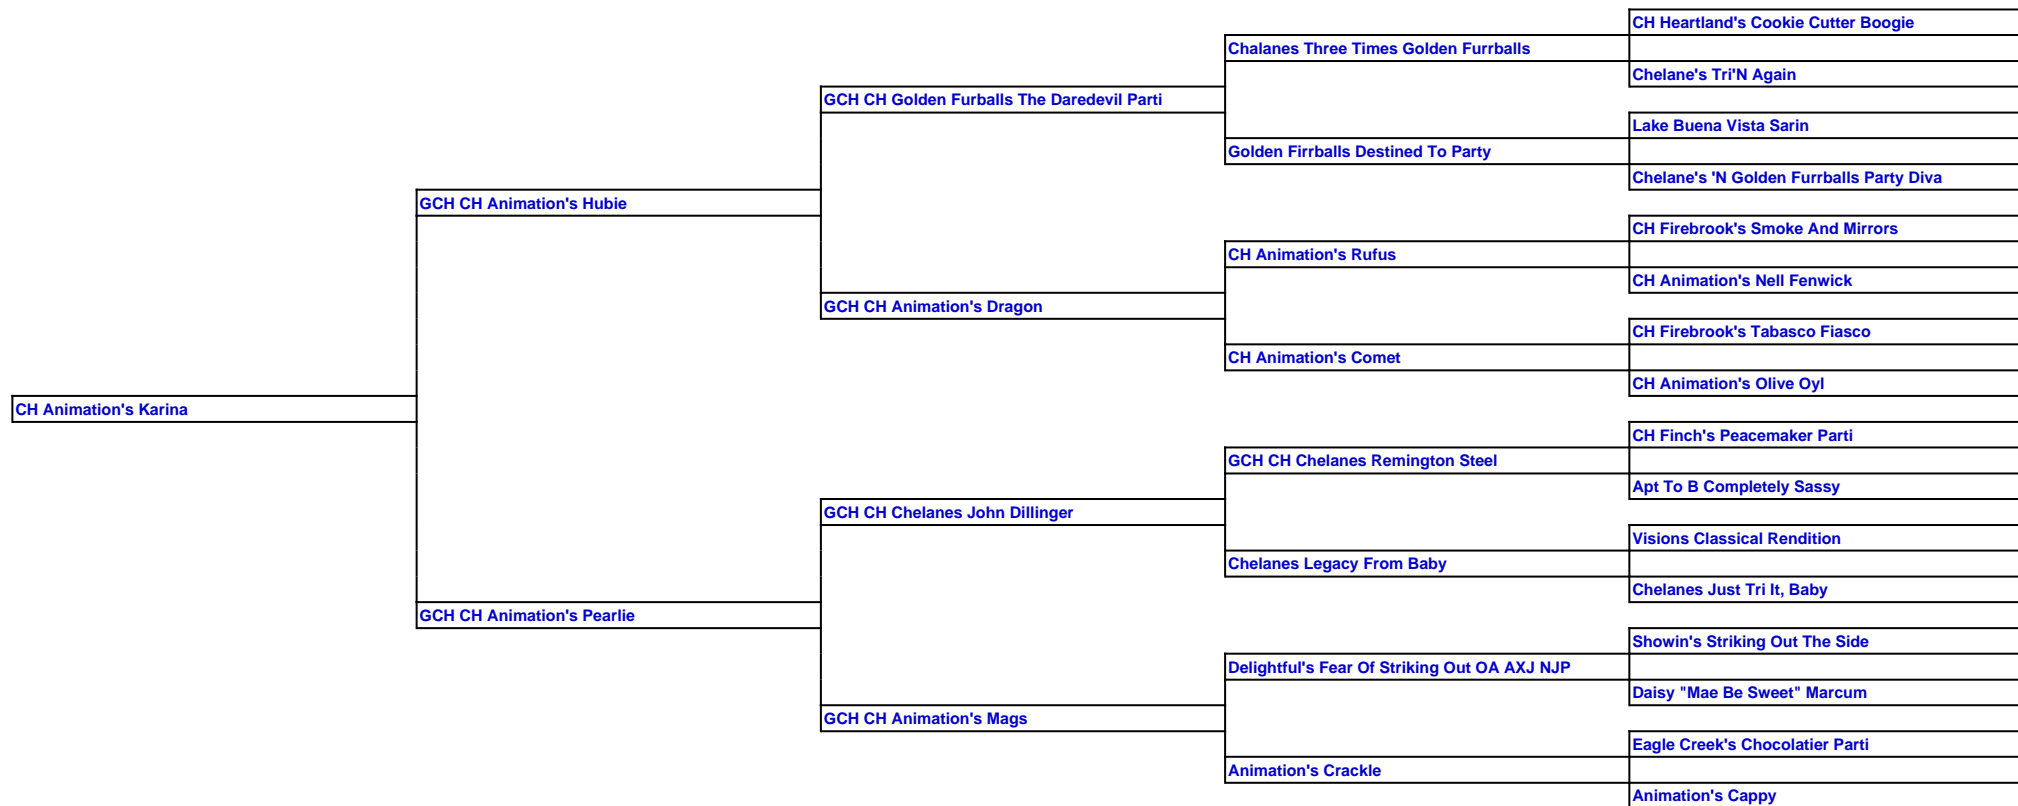 CH Heartland's Cookie Cutter Boogie
Chalanes Three Times Golden Furrballs
Chelane's Tri'N Again
GCH CH Golden Furballs The Daredevil Parti
Lake Buena Vista Sarin
Golden Firrballs Destined To Party
Chelane's 'N Golden Furrballs Party Diva
GCH CH Animation's Hubie
CH Firebrook's Smoke And Mirrors
CH Animation's Rufus
CH Animation's Nell Fenwick
GCH CH Animation's Dragon
CH Firebrook's Tabasco Fiasco
CH Animation's Comet
CH Animation's Olive Oyl
CH Animation's Karina
CH Finch's Peacemaker Parti
GCH CH Chelanes Remington Steel
Apt To B Completely Sassy
GCH CH Chelanes John Dillinger
Visions Classical Rendition
Chelanes Legacy From Baby
Chelanes Just Tri It, Baby
GCH CH Animation's Pearlie
Showin's Striking Out The Side
Delightful's Fear Of Striking Out OA AXJ NJP
Daisy "Mae Be Sweet" Marcum
GCH CH Animation's Mags
Eagle Creek's Chocolatier Parti
Animation's Crackle
Animation's Cappy